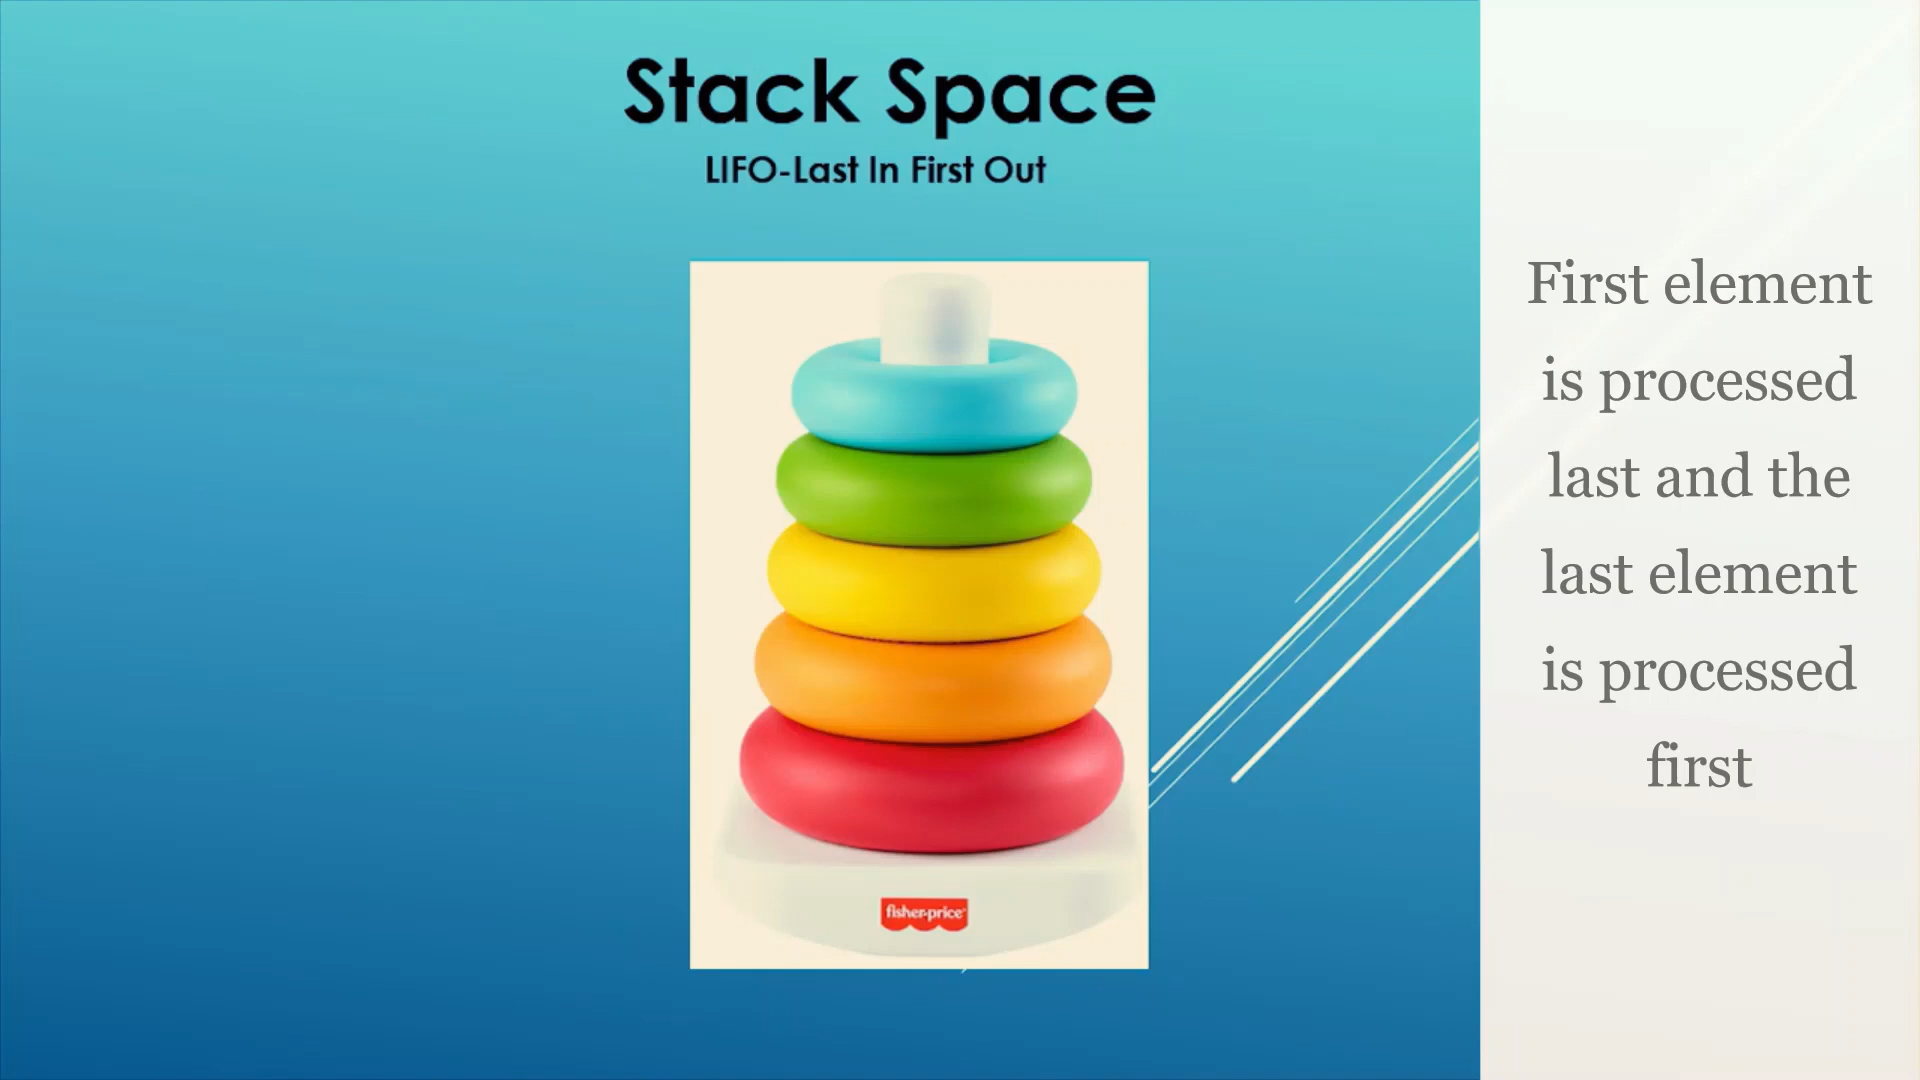 Stack Space
LIFO-Last In First Out
fisher-price
First element
is processed
last and the
last element
is processed
first